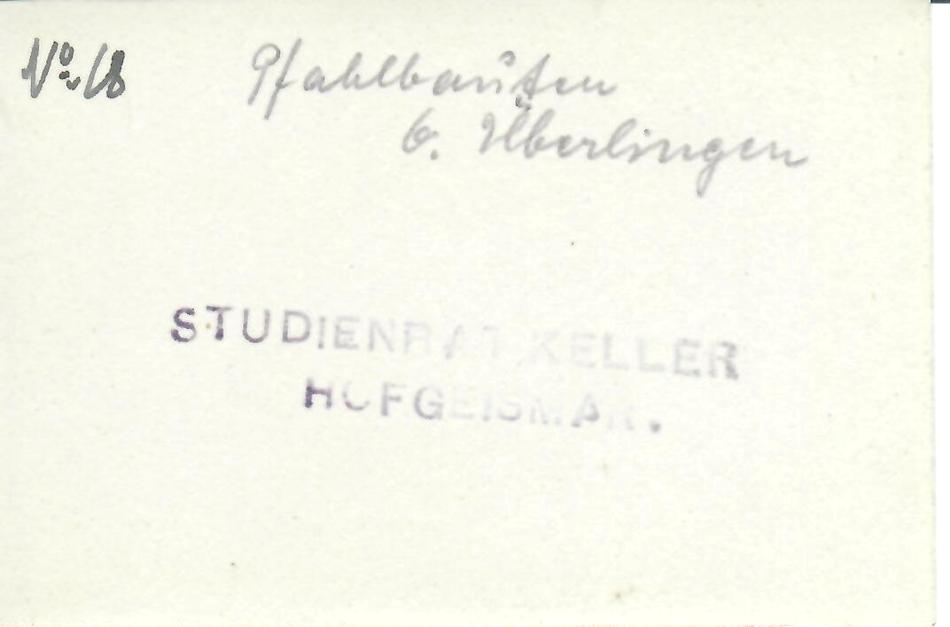 No 18
Pfahlbauten
b. Überlingen
STUDIENRAT KELLER
HOFGEISMAR.